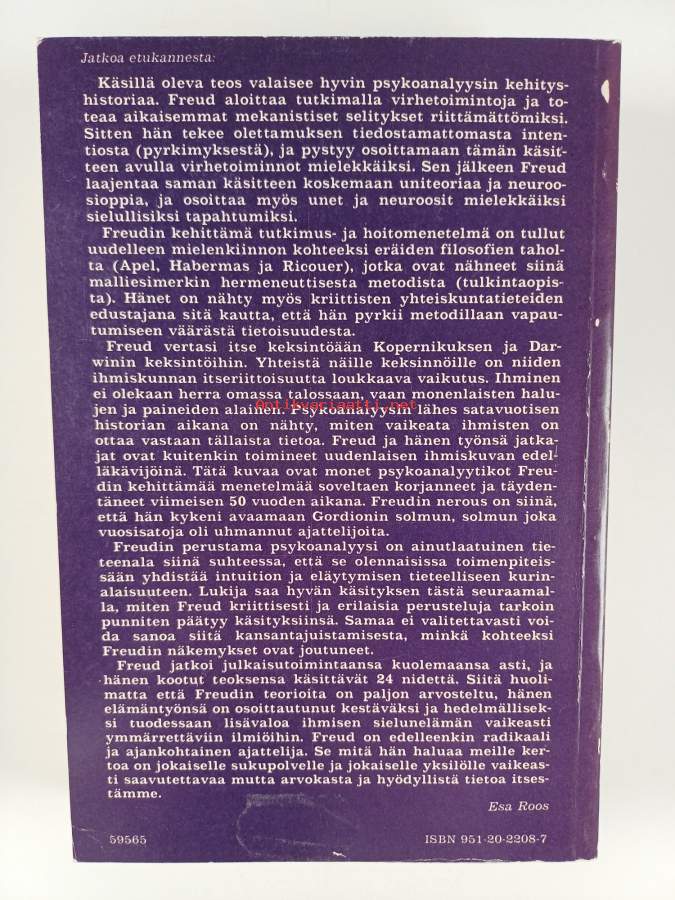 Jatkoa etukannesta:
Käsillä oleva teos valaisee hyvin psykoanalyysin kehitys-
historiaa. Freud aloittaa tutkimalla virhetoimintoja ja to-
teaa aikaisemmat mekanistiset selitykset riittämättömiksi.
Sitten hän tekee olettamuksen tiedostamattomasta inten-
tiosta (pyrkimyksestä), ja pystyy osoittamaan tämän käsit-
teen avulla virhetoiminnot mielekkäiksi. Sen jälkeen Freud
laajentaa saman käsitteen koskemaan uniteoriaa ja neuroo-
sioppia, ja osoittaa myös unet ja neuroosit mielekkäiksi
sielullisiksi tapahtumiksi.
Freudin kehittämä tutkimus- ja hoitomenetelmä on tullut
uudelleen mielenkiinnon kohteeksi eräiden filosofien tahol-
ta (Apel, Habermas ja Ricouer), jotka ovat nähneet siinä
malliesimerkin hermeneuttisesta metodista (tulkintaopis-
ta). Hänet on nähty myös kriittisten yhteiskuntatieteiden
edustajana sitä kautta, että hän pyrkii metodillaan vapau-
tumiseen väärästä tietoisuudesta.
Freud vertasi itse keksintöään Kopernikuksen ja Dar-
winin keksintöihin. Yhteistä näille keksinnöille on niiden
ihmiskunnan itseriittoisuutta loukkaava vaikutus. Ihminen
ei olekaan herra omassa talossaan, vaan monenlaisten halu-
jen ja paineiden alainen. Psykoanalyysin lähes satavuotisen
historian aikana on nähty, miten vaikeata ihmisten on
ottaa vastaan tällaista tietoa. Freud ja hänen työnsä jatka-
jat ovat kuitenkin toimineet uudenlaisen ihmiskuvan edel-
läkävijöinä. Tätä kuvaa ovat monet psykoanalyytikot Freu-
din kehittämää menetelmää soveltaen korjanneet ja täyden-
täneet viimeisen 50 vuoden aikana. Freudin nerous on siinä,
että hän kykeni avaamaan Gordionin solmun, solmun joka
vuosisatoja oli uhmannut ajattelijoita.
Freudin perustama psykoanalyysi on ainutlaatuinen tie-
teenala siinä suhteessa, että se olennaisissa toimenpiteis-
sään yhdistää intuition ja eläytymisen tieteelliseen kurin-
alaisuuteen. Lukija saa hyvän käsityksen tästä seuraamal-
la, miten Freud kriittisesti ja erilaisia perusteluja tarkoin
punniten päätyy käsityksiinsä. Samaa ei valitettavasti voi-
da sanoa siitä kansantajuistamisesta, minkä kohteeksi
Freudin näkemykset ovat joutuneet.
Freud jatkoi julkaisutoimintaansa kuolemaansa asti, ja
hänen kootut teoksensa käsittävät 24 nidettä. Siitä huoli-
matta että Freudin teorioita on paljon arvosteltu, hänen
elämäntyönsä on osoittautunut kestäväksi ja hedelmällisek-
si tuodessaan lisävaloa ihmisen sielunelämän vaikeasti
ymmärrettäviin ilmiöihin. Freud on edelleenkin radikaali
ja ajankohtainen ajattelija. Se mitä hän haluaa meille ker-
toa on jokaiselle sukupolvelle ja jokaiselle yksilölle vaikeas-
ti saavutettavaa mutta arvokasta ja hyödyllistä tietoa itses-
tämme.
Esa Roos
59565 ISBN 951-20-2208-7
Antikvariaatti.net